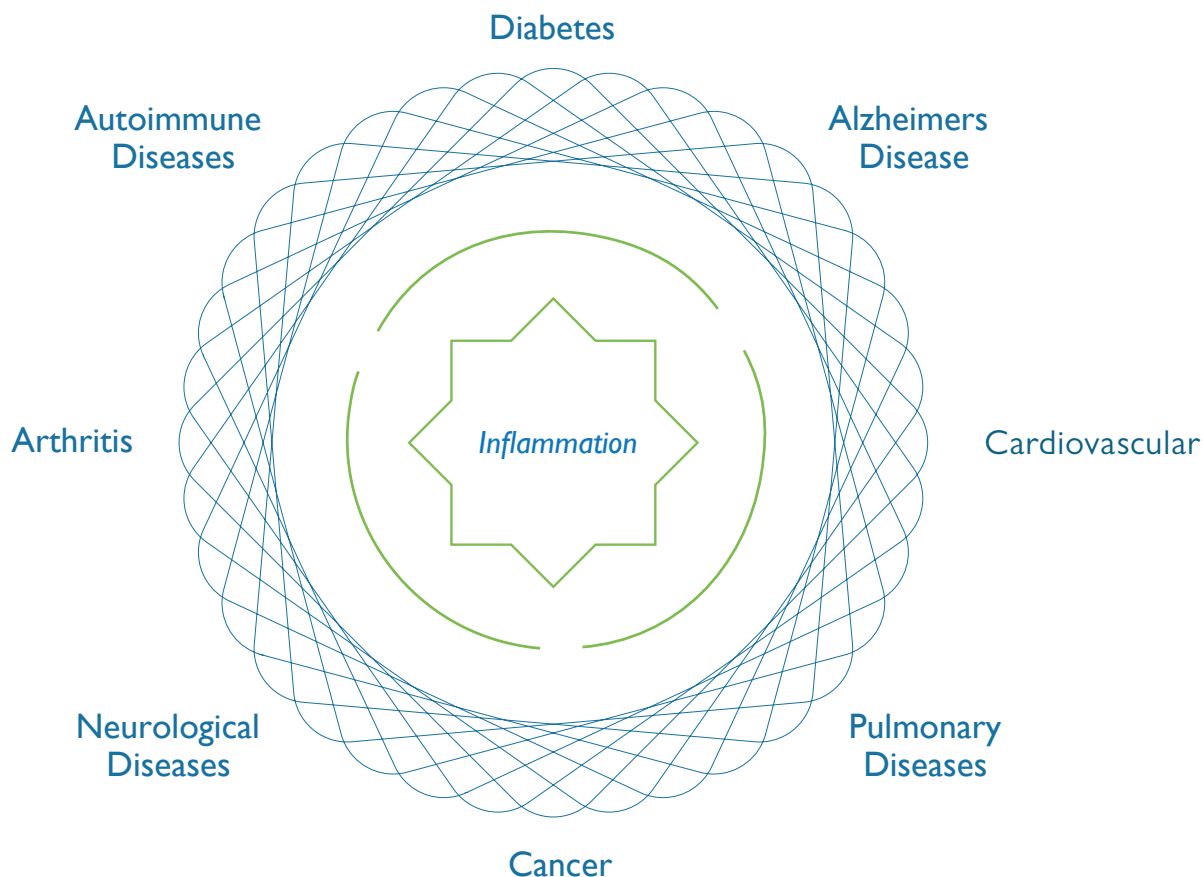 Diabetes
Autoimmune
Diseases
Alzheimers
Disease
Arthritis
Inflammation
Cardiovascular
Neurological
Diseases
Pulmonary
Diseases
Cancer